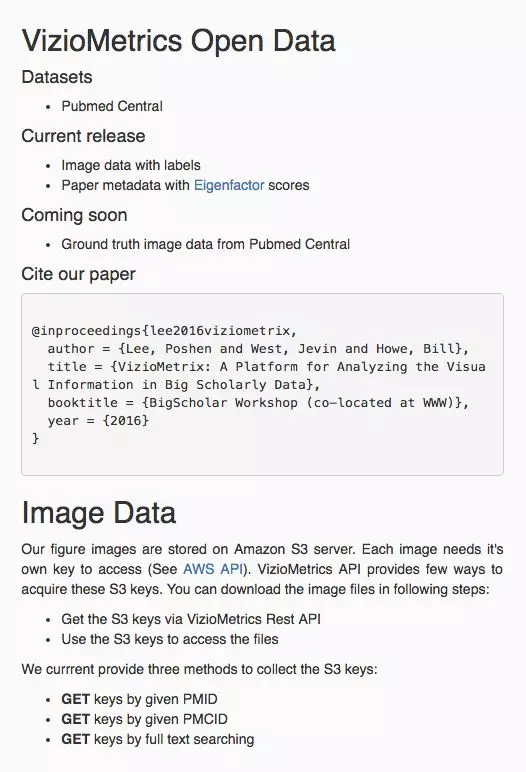 VizioMetrics Open Data
Datasets
• Pubmed Central
Current release
• Image data with labels
• Paper metadata with Eigenfactor scores
Coming soon
• Ground truth image data from Pubmed Central
Cite our paper
@inproceedings{lee2016viziometrix,
  author = {Lee, Poshen and West, Jevin and Howe, Bill},
  title = {VizioMetrix: A Platform for Analyzing the Visua
l Information in Big Scholarly Data},
  booktitle = {BigScholar Workshop (co-located at WWW)},
  year = {2016}
}
Image Data
Our figure images are stored on Amazon S3 server. Each image needs it's
own key to access (See AWS API). VizioMetrics API provides few ways to
acquire these S3 keys. You can download the image files in following steps:
• Get the S3 keys via VizioMetrics Rest API
• Use the S3 keys to access the files
We currrent provide three methods to collect the S3 keys:
• GET keys by given PMID
• GET keys by given PMCID
• GET keys by full text searching